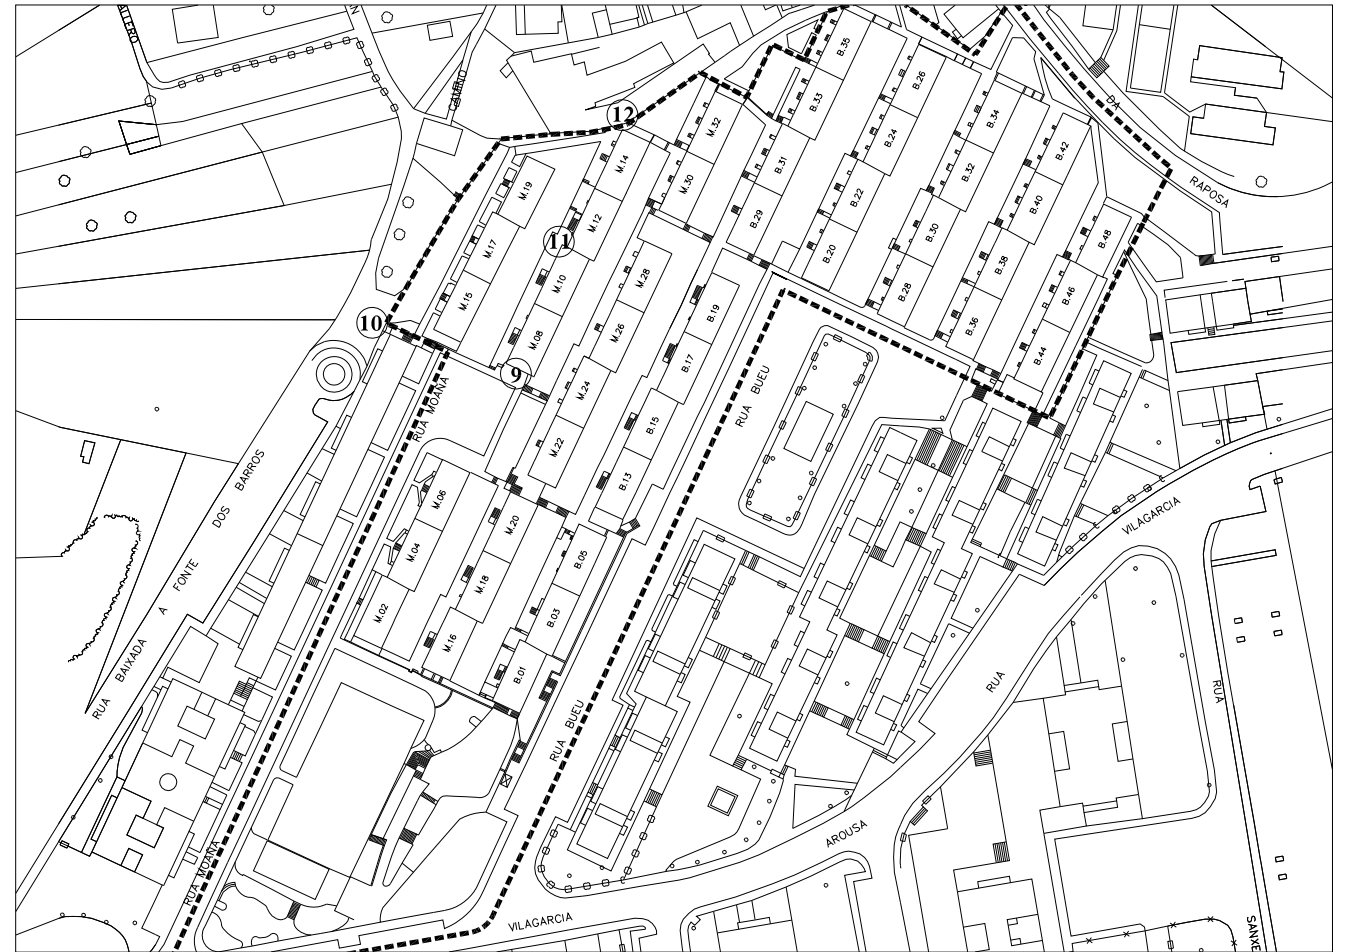 ALLERO
N
CAMIÑO
DA
RAPOSA
B.35
B.33
B.26
B.24
B.34
B.32
B.42
B.31
B.29
B.22
B.20
B.30
B.28
B.40
B.38
B.36
B.48
B.46
B.44
12
M.32
M.30
M.14
M.12
M.19
M.17
M.15
11
M.10
M.08
M.28
M.26
B.19
B.17
10
9
M.24
M.22
B.15
B.13
RUA MOAÑA
RUA BUEU
M.06
M.04
M.02
M.20
M.18
M.16
B.05
B.03
B.01
RUA BAIXADA A FONTE DOS BARROS
RUA BUEU
RUA MOAÑA
VILAGARCIA
RUA
RUA
AROUSA
VILAGARCIA
SANXE